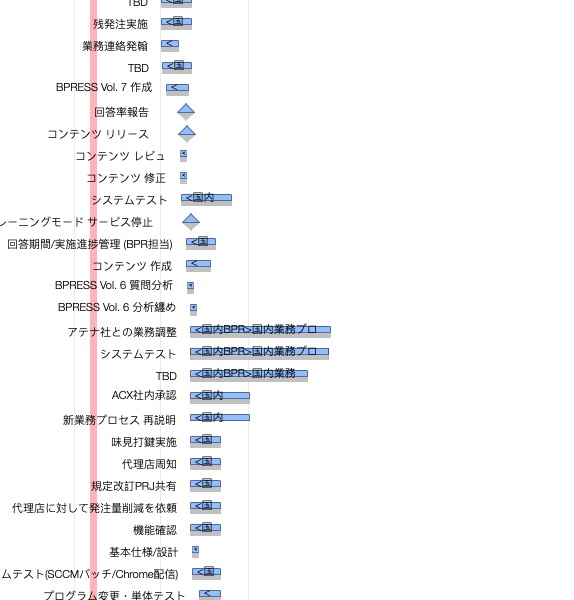 TBD <国
残発注実施 <国
業務連絡発翰 <
TBD <国
BPRESS Vol. 7 作成 <
回答率報告
コンテンツ リリース
コンテンツ レビュ <
コンテンツ 修正 <
システムテスト <国内
レーニングモード サービス停止
回答期間/実施進捗管理 (BPR担当) <国
コンテンツ 作成 <
BPRESS Vol. 6 質問分析 <
BPRESS Vol. 6 分析纏め <
アテナ社との業務調整 <国内BPR>国内業務プロ
システムテスト <国内BPR>国内業務プロ
TBD <国内BPR>国内業務
ACX社内承認 <国内
新業務プロセス 再説明 <国内
味見打鍵実施 <国
代理店周知 <国
規定改訂PRJ共有 <国
代理店に対して発注量削減を依頼 <国
機能確認 <国
基本仕様/設計 <
ムテスト(SCCMバッチ/Chrome配信) <国
プログラム変更・単体テスト <